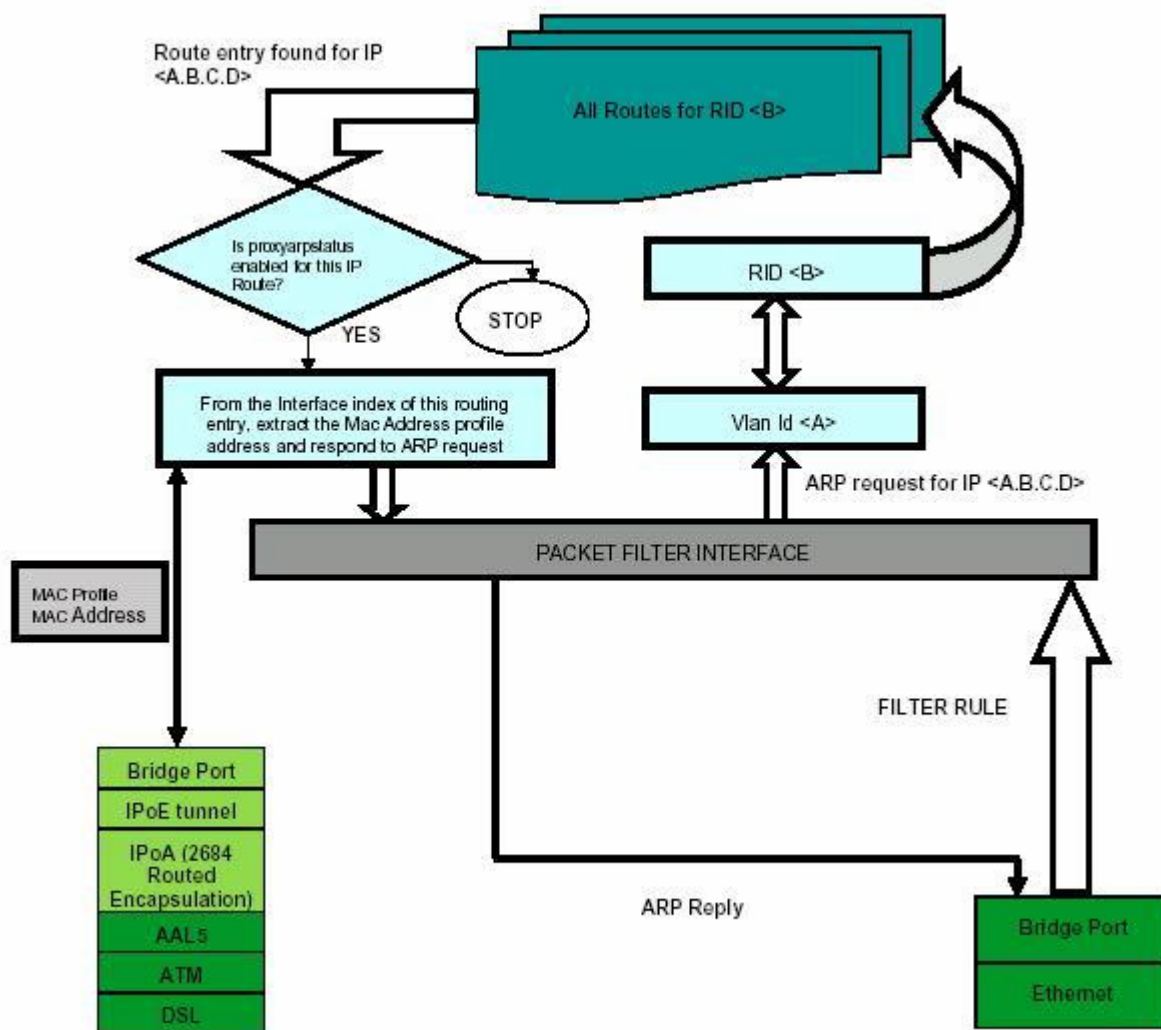 Route entry found for IP
<A.B.C.D>
All Routes for RID <B>
Is proxyarpstatus
enabled for this IP
Route?
STOP
YES
RID <B>
From the Interface index of this routing
entry, extract the Mac Address profile
address and respond to ARP request
Vlan Id <A>
ARP request for IP <A.B.C.D>
PACKET FILTER INTERFACE
MAC Profile
MAC Address
FILTER RULE
Bridge Port
IPoE tunnel
IPoA (2684
Routed
Encapsulation)
AAL5
ATM
DSL
ARP Reply
Bridge Port
Ethernet